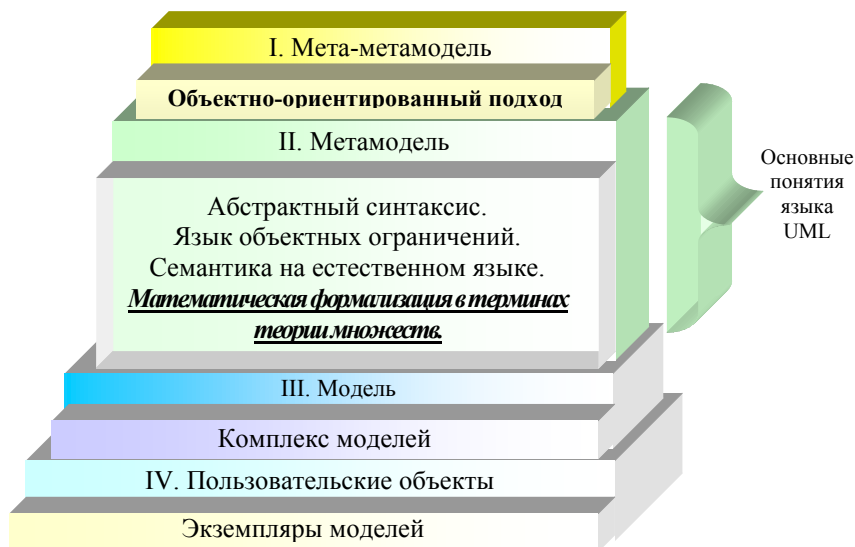 I. Мета-метамодель
Объектно-ориентированный подход
II. Метамодель
Абстрактный синтаксис.
Язык объектных ограничений.
Семантика на естественном языке.
Математическая формализация в терминах
теории множеств.
Основные
понятия
языка
UML
III. Модель
Комплекс моделей
IV. Пользовательские объекты
Экземпляры моделей